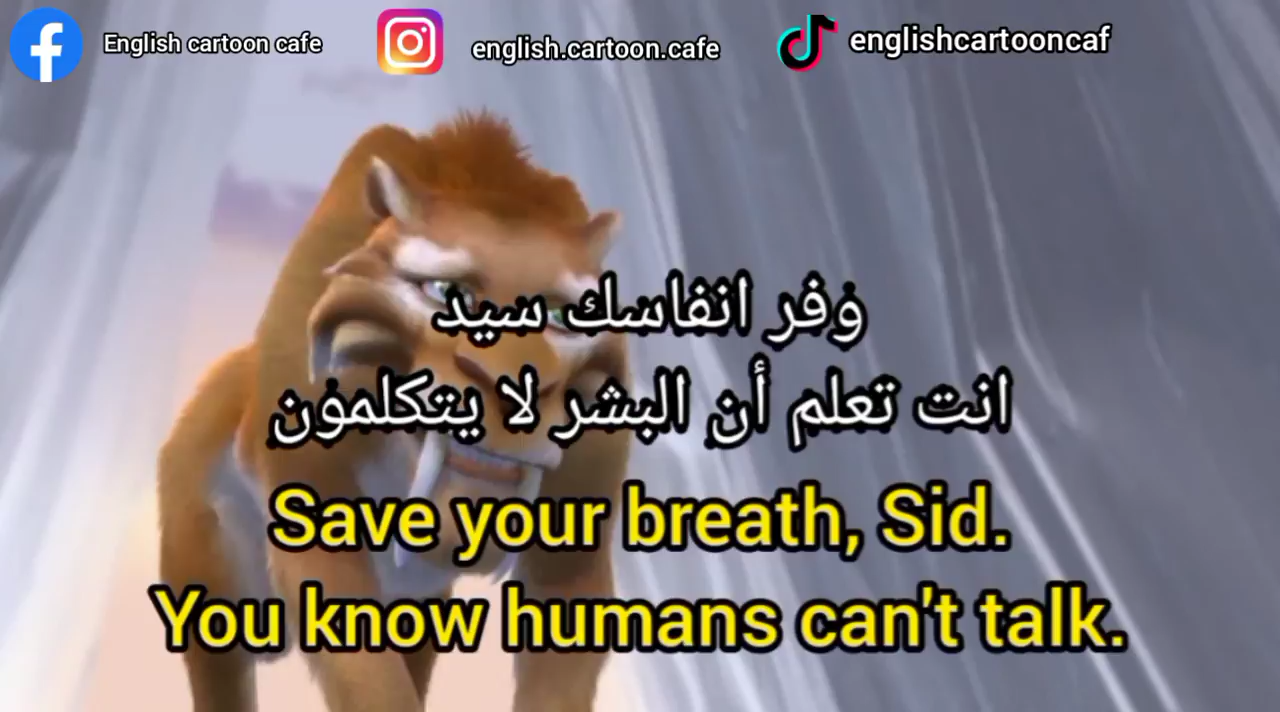 English cartoon cafe
english.cartoon.cafe
englishcartooncaf
وفر انفاسك سيد
انت تعلم أن البشر لا يتكلمون
Save your breath, Sid.
You know humans can't talk.